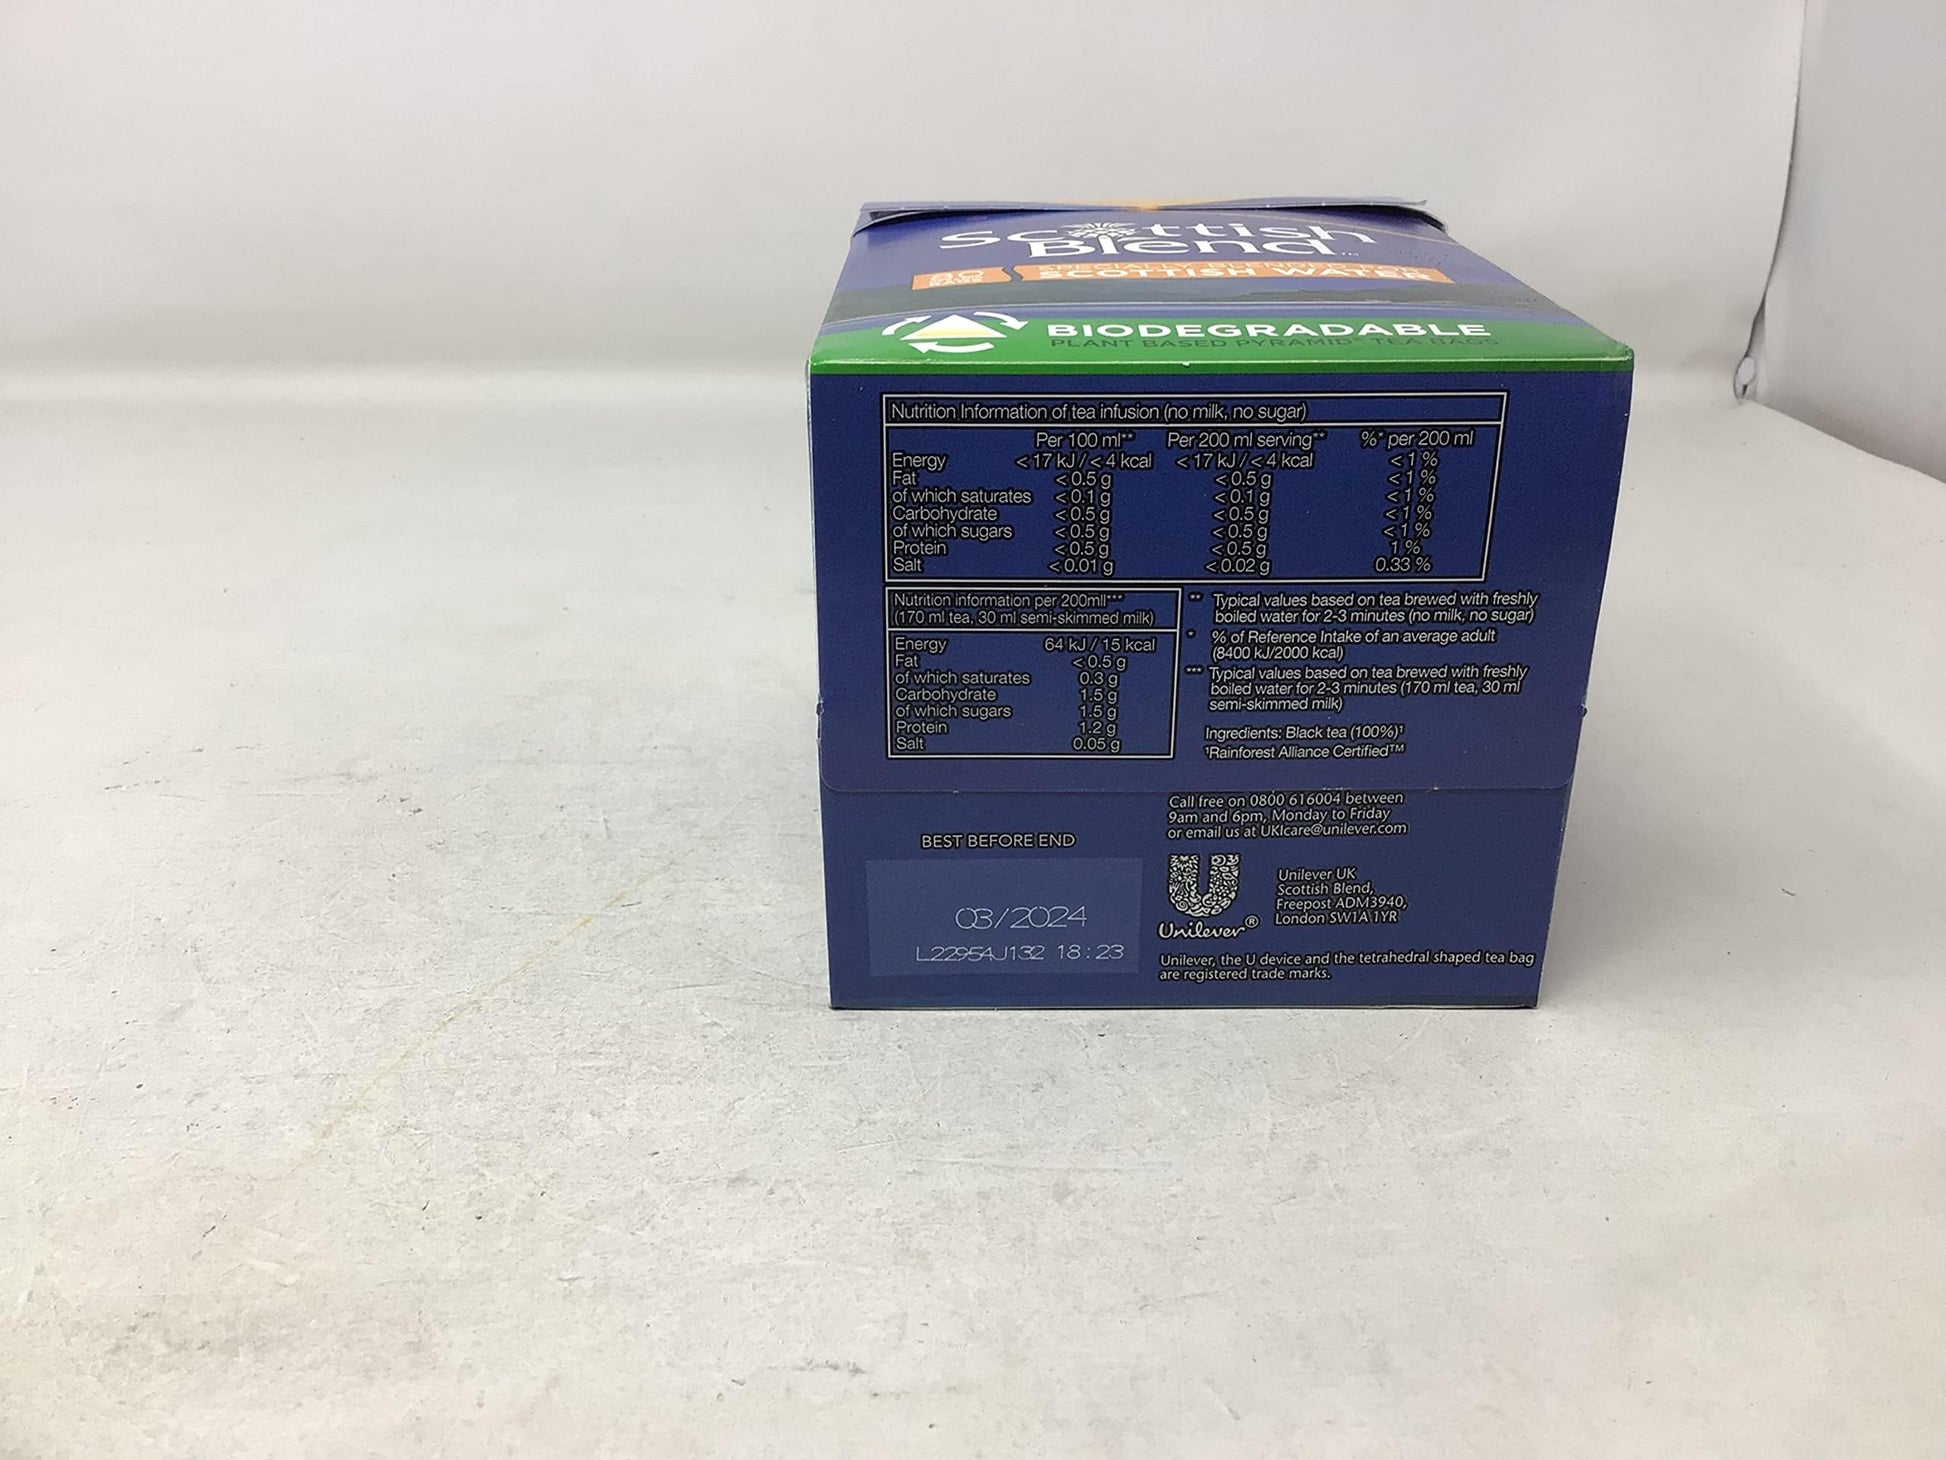 Scottish
Blend™
80
BAGS
SPECIALLY BLENDED FOR
SCOTTISH WATER
BIODEGRADABLE
PLANT BASED PYRAMID® TEA BAGS
Nutrition Information of tea infusion (no milk, no sugar)
Per 100 ml** Per 200 ml serving** %* per 200 ml
Energy < 17 kJ / < 4 kcal < 17 kJ / < 4 kcal < 1 %
Fat < 0.5 g < 0.5 g < 1 %
of which saturates < 0.1 g < 0.1 g < 1 %
Carbohydrate < 0.5 g < 0.5 g < 1 %
of which sugars < 0.5 g < 0.5 g < 1 %
Protein < 0.5 g < 0.5 g 1 %
Salt < 0.01 g < 0.02 g 0.33 %
Nutrition information per 200mll***
(170 ml tea, 30 ml semi-skimmed milk)
Energy 64 kJ / 15 kcal
Fat < 0.5 g
of which saturates 0.3 g
Carbohydrate 1.5 g
of which sugars 1.5 g
Protein 1.2 g
Salt 0.05 g
** Typical values based on tea brewed with freshly
boiled water for 2-3 minutes (no milk, no sugar)
* % of Reference Intake of an average adult
(8400 kJ/2000 kcal)
*** Typical values based on tea brewed with freshly
boiled water for 2-3 minutes (170 ml tea, 30 ml
semi-skimmed milk)
Ingredients: Black tea (100%)¹
¹Rainforest Alliance Certified™
Call free on 0800 616004 between
9am and 6pm, Monday to Friday
or email us at UKIcare@unilever.com
BEST BEFORE END
03/2024
L22954J132 18:23
Unilever®
Unilever UK
Scottish Blend,
Freepost ADM3940,
London SW1A 1YR
Unilever, the U device and the tetrahedral shaped tea bag
are registered trade marks.